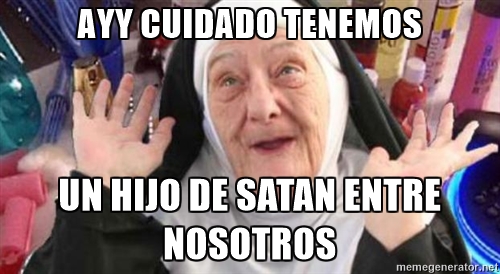 AYY CUIDADO TENEMOS
UN HIJO DE SATAN ENTRE
NOSOTROS
memegenerator.net